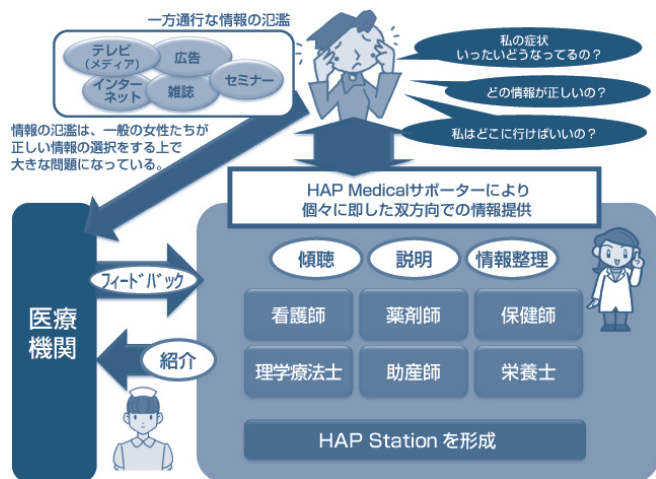 一方通行な情報の氾濫
テレビ
(メディア)
広告
セミナー
インター
ネット
雑誌
私の症状
いったいどうなってるの？
どの情報が正しいの？
私はどこに行けばいいの？
情報の氾濫は、一般の女性たちが
正しい情報の選択をする上で
大きな問題になっている。
HAP Medicalサポーターにより
個々に即した双方向での情報提供
医療
機関
フィードバック
紹介
傾聴
説明
情報整理
看護師
薬剤師
保健師
理学療法士
助産師
栄養士
HAP Station を形成